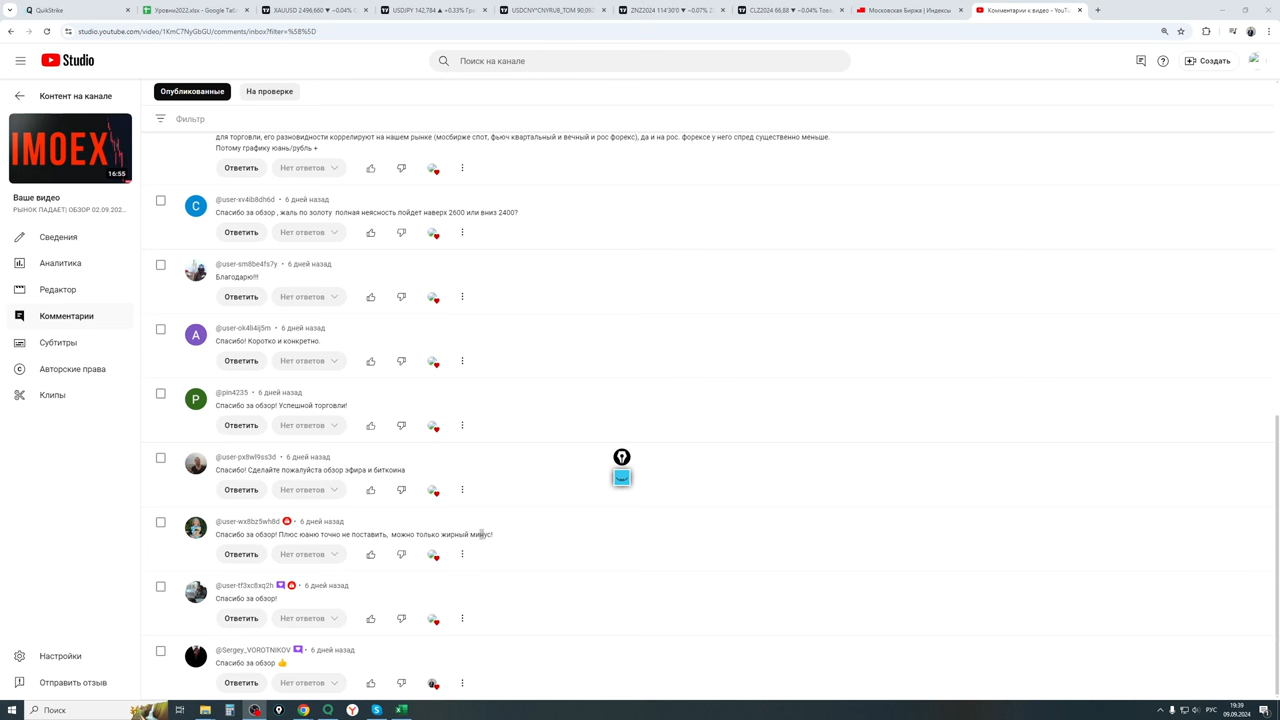 QuikStrike
Уровни2022.xlsx - Google Таб
XAUUSD 2 496,660 ▼ −0.04% С
USDJPY 142,784 ▲ +0.33% Гра
USDCNY*CNYRUB_TOM 90,0
ZNZ2024 114'30'0 ▼ −0.07% Z
CLZ2024 66,88 ▼ −0.04% Това
Московская Биржа | Индексы
Комментарии к видео - YouTu
studio.youtube.com/video/1KmC7NyGbGU/comments/inbox?filter=%5B%5D
Studio
Поиск на канале
Создать
Контент на канале
Опубликованные
На проверке
Фильтр
IMOEX
16:55
Ваше видео
РЫНОК ПАДАЕТ| ОБЗОР 02.09.202...
Сведения
Аналитика
Редактор
Комментарии
Субтитры
Авторские права
Клипы
Настройки
Отправить отзыв
для торговли, его разновидности коррелируют на нашем рынке (мосбирже спот, фьюч квартальный и вечный и рос форекс), да и на рос. форексе у него спред существенно меньше.
Потому графику юань/рубль +
Ответить Нет ответов
@user-xv4ib8dh6d • 6 дней назад
Спасибо за обзор , жаль по золоту полная неясность пойдет наверх 2600 или вниз 2400?
Ответить Нет ответов
@user-sm8be4fs7y • 6 дней назад
Благодарю!!!
Ответить Нет ответов
@user-ok4li4ij5m • 6 дней назад
Спасибо! Коротко и конкретно.
Ответить Нет ответов
@pin4235 • 6 дней назад
Спасибо за обзор! Успешной торговли!
Ответить Нет ответов
@user-px8wl9ss3d • 6 дней назад
Спасибо! Сделайте пожалуйста обзор эфира и биткоина
Ответить Нет ответов
@user-wx8bz5wh8d • 6 дней назад
Спасибо за обзор! Плюс юаню точно не поставить, можно только жирный минус!
Ответить Нет ответов
@user-tf3xc8xq2h • 6 дней назад
Спасибо за обзор!
Ответить Нет ответов
@Sergey_VOROTNIKOV • 6 дней назад
Спасибо за обзор 👍
Ответить Нет ответов
C
A
P
Поиск
РУС
19:39
09.09.2024